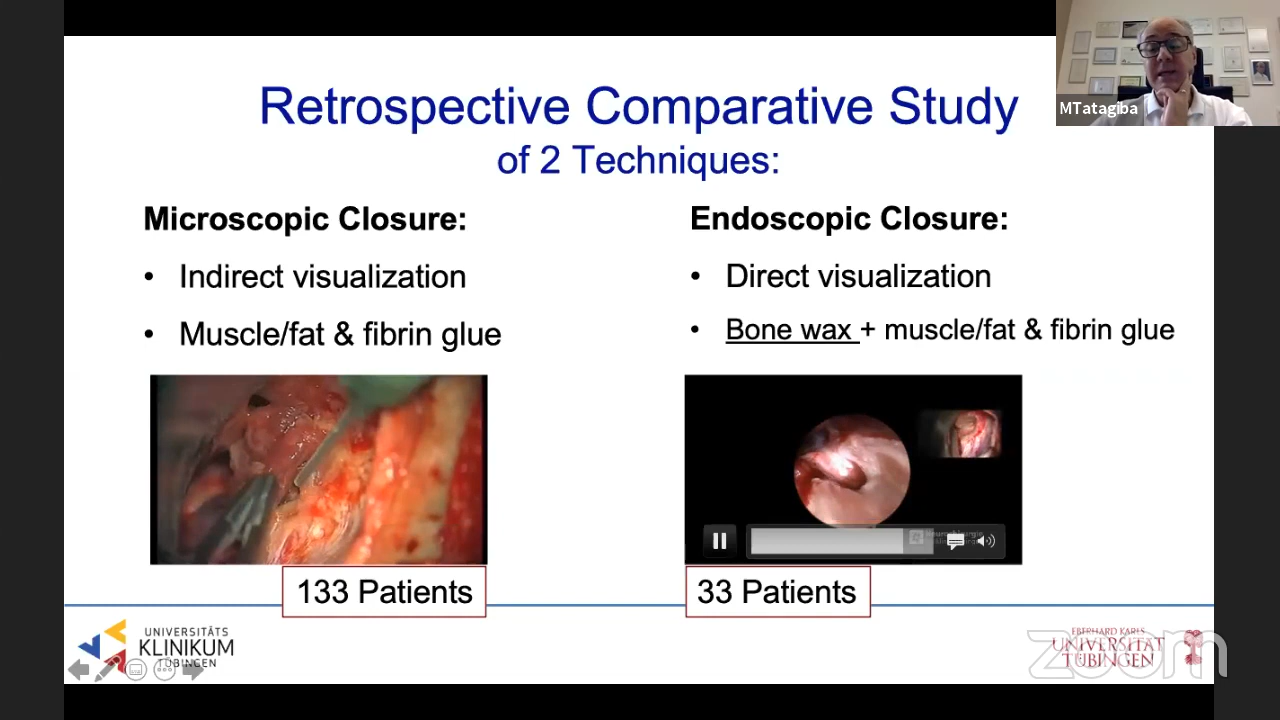 MTatagiba
Retrospective Comparative Study
of 2 Techniques:
Microscopic Closure:
• Indirect visualization
• Muscle/fat & fibrin glue
Endoscopic Closure:
• Direct visualization
• Bone wax + muscle/fat & fibrin glue
133 Patients
33 Patients
UNIVERSITÄTS
KLINIKUM
TÜBINGEN
EBERHARD KARLS
UNIVERSITÄT
TÜBINGEN
zoom